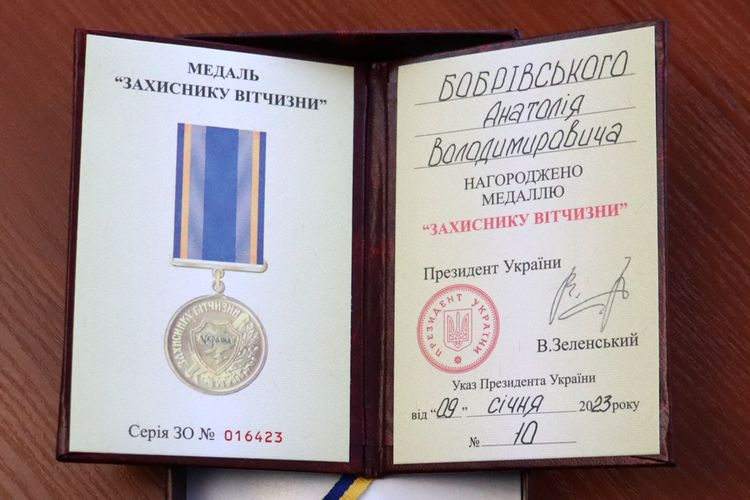 МЕДАЛЬ
“ЗАХИСНИКУ ВІТЧИЗНИ”
ЗАХИСНИКУ ВІТЧИЗНИ
Україна
Серія ЗО № 016423
БОБРІВСЬКОГО
Анатолія
Володимировича
НАГОРОДЖЕНО
МЕДАЛЛЮ
“ЗАХИСНИКУ ВІТЧИЗНИ”
Президент України
ПРЕЗИДЕНТ УКРАЇНИ
В.Зеленський
Указ Президента України
від “09” січня 2023 року
№ 10